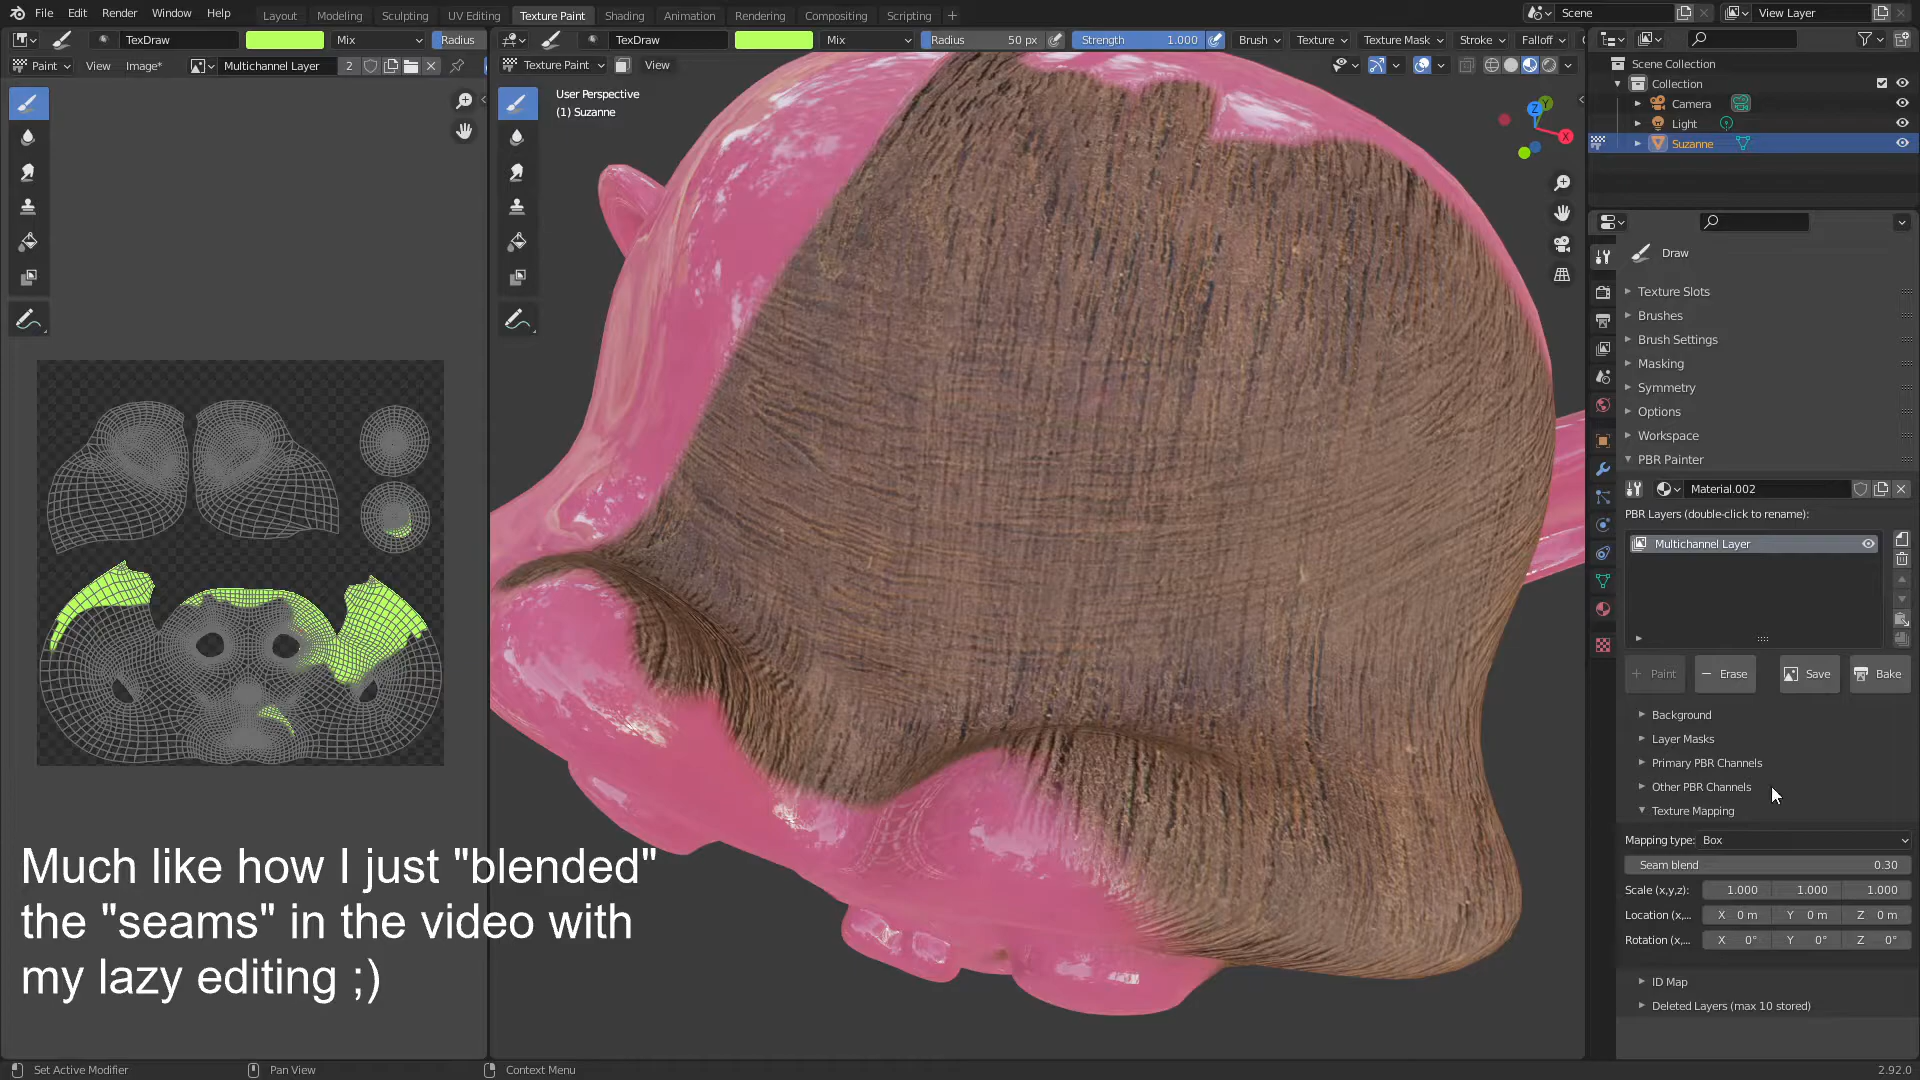 File Edit Render Window Help Layout Modeling Sculpting UV Editing Texture Paint Shading Animation Rendering Compositing Scripting + Scene View Layer
TexDraw Mix Radius TexDraw Mix Radius 50 px Strength 1.000 Brush Texture Texture Mask Stroke Falloff
Paint View Image* Multichannel Layer 2 Texture Paint View
User Perspective
(1) Suzanne
Z Y X
Scene Collection
Collection
Camera
Light
Suzanne
Draw
Texture Slots
Brushes
Brush Settings
Masking
Symmetry
Options
Workspace
PBR Painter
Material.002
PBR Layers (double-click to rename):
Multichannel Layer
+ Paint − Erase Save Bake
Background
Layer Masks
Primary PBR Channels
Other PBR Channels
Texture Mapping
Mapping type: Box
Seam blend 0.30
Scale (x,y,z): 1.000 1.000 1.000
Location (x,... X 0 m Y 0 m Z 0 m
Rotation (x,... X 0° Y 0° Z 0°
ID Map
Deleted Layers (max 10 stored)
Much like how I just "blended"
the "seams" in the video with
my lazy editing ;)
Set Active Modifier Pan View Context Menu 2.92.0